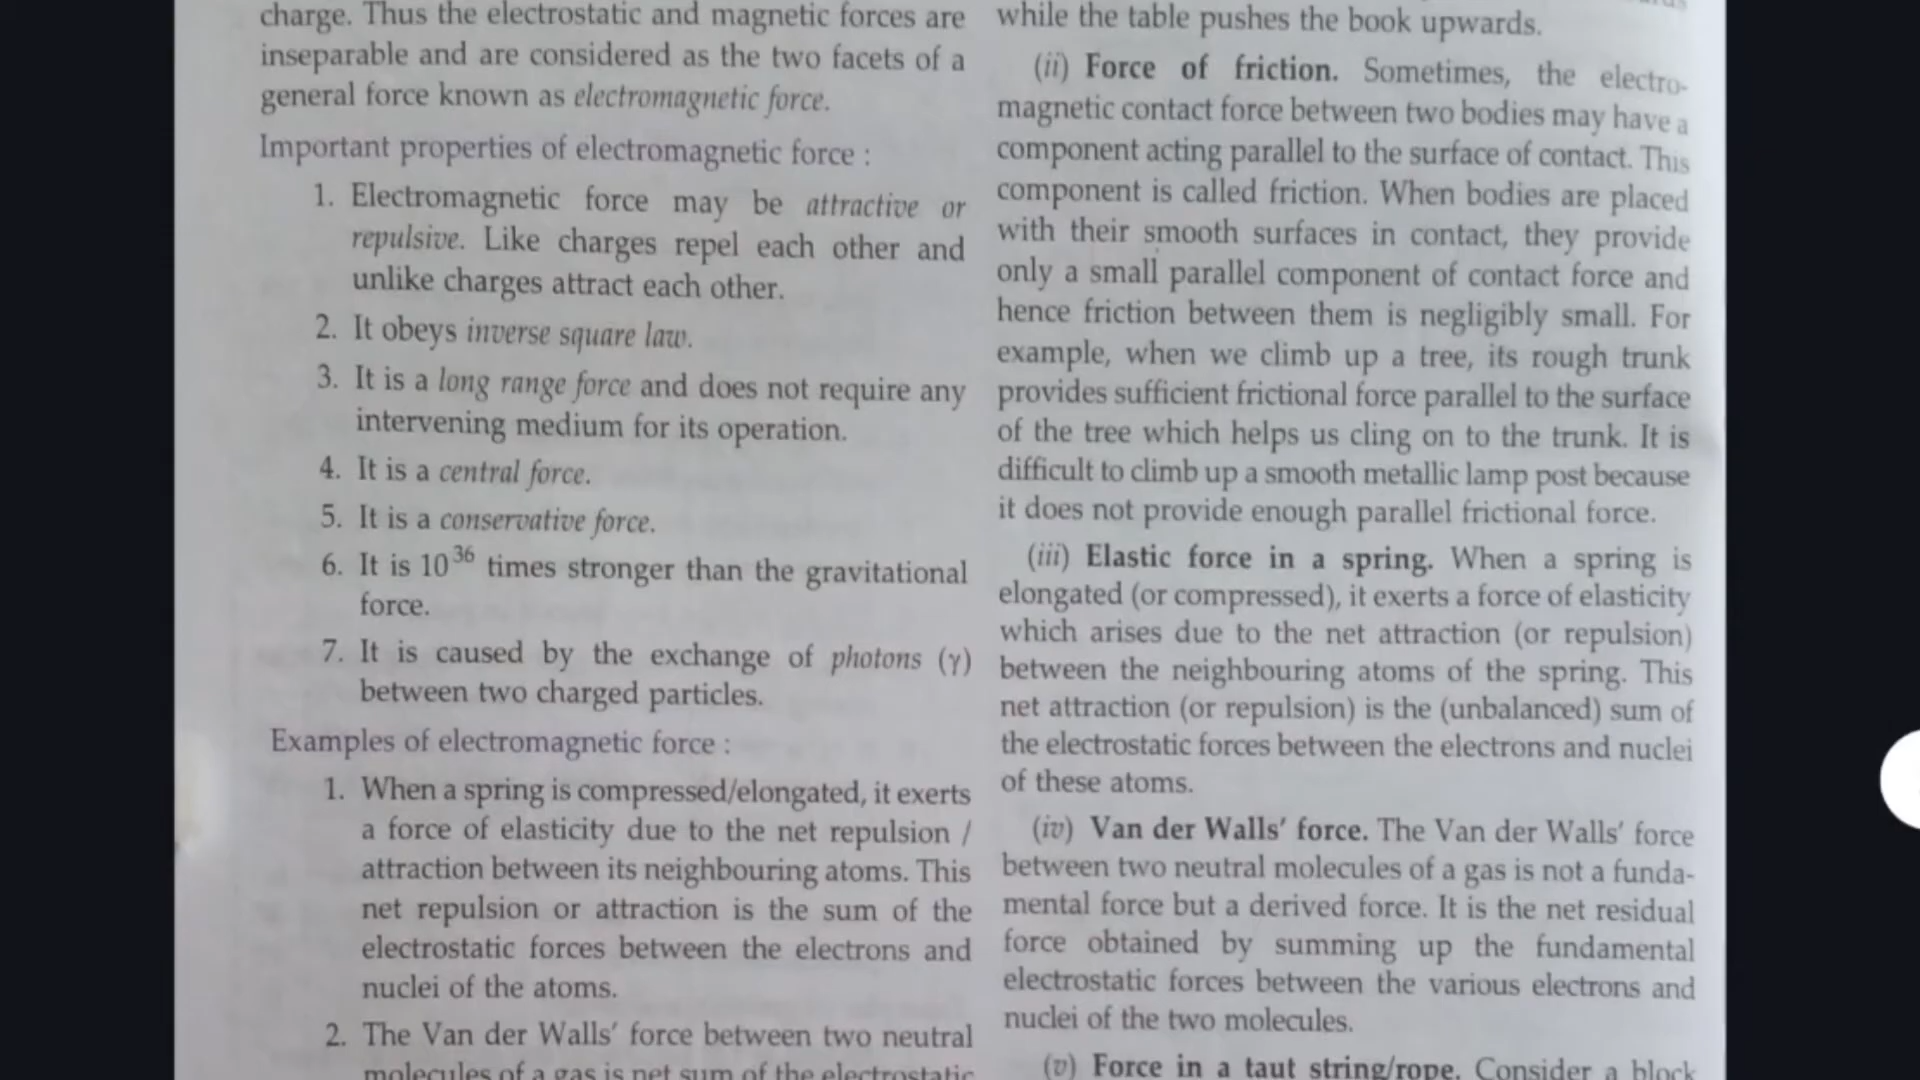 charge. Thus the electrostatic and magnetic forces are
inseparable and are considered as the two facets of a
general force known as electromagnetic force.
Important properties of electromagnetic force :
1. Electromagnetic force may be attractive or
repulsive. Like charges repel each other and
unlike charges attract each other.
2. It obeys inverse square law.
3. It is a long range force and does not require any
intervening medium for its operation.
4. It is a central force.
5. It is a conservative force.
6. It is 10^36 times stronger than the gravitational
force.
7. It is caused by the exchange of photons (γ)
between two charged particles.
Examples of electromagnetic force :
1. When a spring is compressed/elongated, it exerts
a force of elasticity due to the net repulsion /
attraction between its neighbouring atoms. This
net repulsion or attraction is the sum of the
electrostatic forces between the electrons and
nuclei of the atoms.
2. The Van der Walls' force between two neutral
molecules of a gas is net sum of the electrostatic
while the table pushes the book upwards.
(ii) Force of friction. Sometimes, the electro-
magnetic contact force between two bodies may have a
component acting parallel to the surface of contact. This
component is called friction. When bodies are placed
with their smooth surfaces in contact, they provide
only a small parallel component of contact force and
hence friction between them is negligibly small. For
example, when we climb up a tree, its rough trunk
provides sufficient frictional force parallel to the surface
of the tree which helps us cling on to the trunk. It is
difficult to climb up a smooth metallic lamp post because
it does not provide enough parallel frictional force.
(iii) Elastic force in a spring. When a spring is
elongated (or compressed), it exerts a force of elasticity
which arises due to the net attraction (or repulsion)
between the neighbouring atoms of the spring. This
net attraction (or repulsion) is the (unbalanced) sum of
the electrostatic forces between the electrons and nuclei
of these atoms.
(iv) Van der Walls' force. The Van der Walls' force
between two neutral molecules of a gas is not a funda-
mental force but a derived force. It is the net residual
force obtained by summing up the fundamental
electrostatic forces between the various electrons and
nuclei of the two molecules.
(v) Force in a taut string/rope. Consider a block